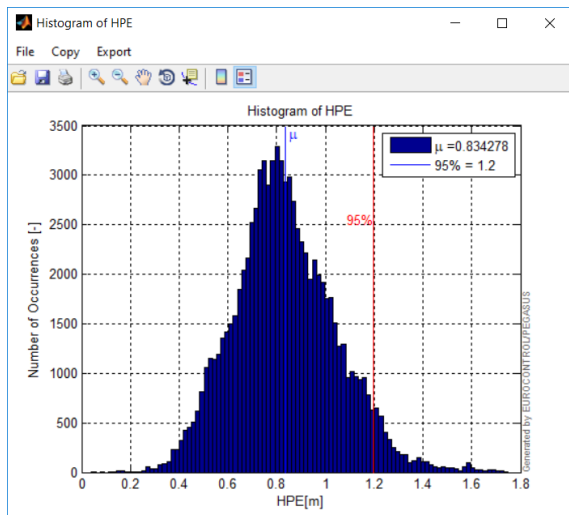 Histogram of HPE
File Copy Export
Histogram of HPE
μ
μ =0.834278
95% = 1.2
95%
3500
3000
2500
2000
1500
1000
500
0
Number of Occurrences [-]
0 0.2 0.4 0.6 0.8 1 1.2 1.4 1.6 1.8
HPE[m]
Generated by EUROCONTROL/PEGASUS